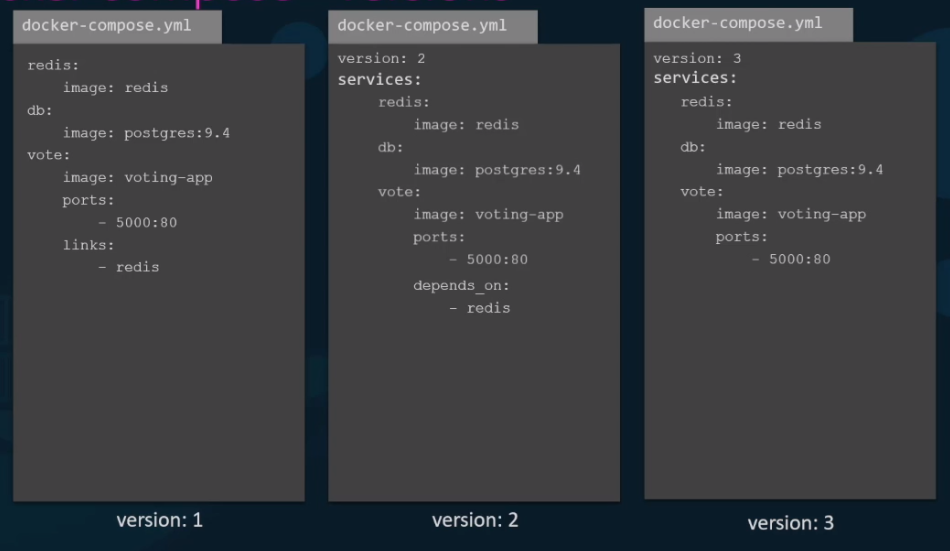 docker-compose.yml
redis:
    image: redis
db:
    image: postgres:9.4
vote:
    image: voting-app
    ports:
        - 5000:80
    links:
        - redis
version: 1
docker-compose.yml
version: 2
services:
    redis:
        image: redis
    db:
        image: postgres:9.4
    vote:
        image: voting-app
        ports:
            - 5000:80
        depends_on:
            - redis
version: 2
docker-compose.yml
version: 3
services:
    redis:
        image: redis
    db:
        image: postgres:9.4
    vote:
        image: voting-app
        ports:
            - 5000:80
version: 3